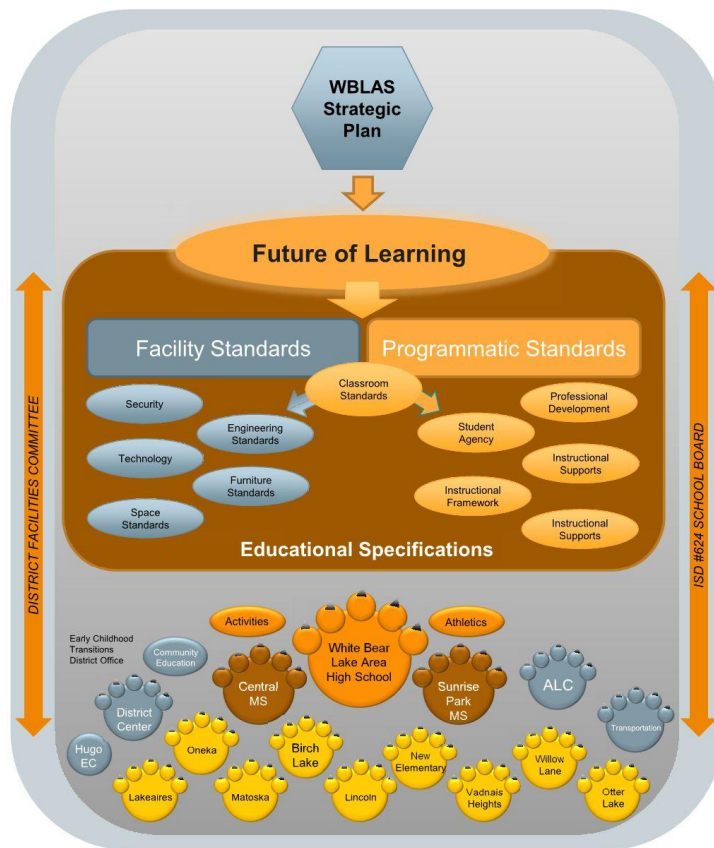 WBLAS
Strategic
Plan
Future of Learning
Facility Standards
Programmatic Standards
Classroom
Standards
Security
Engineering
Standards
Technology
Furniture
Standards
Space
Standards
Professional
Development
Student
Agency
Instructional
Supports
Instructional
Framework
Instructional
Supports
Educational Specifications
DISTRICT FACILITIES COMMITTEE
ISD #624 SCHOOL BOARD
Activities
Athletics
White Bear
Lake Area
High School
Early Childhood
Transitions
District Office
Community
Education
Central
MS
Sunrise
Park
MS
ALC
District
Center
Transportation
Hugo
EC
Oneka
Birch
Lake
New
Elementary
Willow
Lane
Lakeaires
Matoska
Lincoln
Vadnais
Heights
Otter
Lake